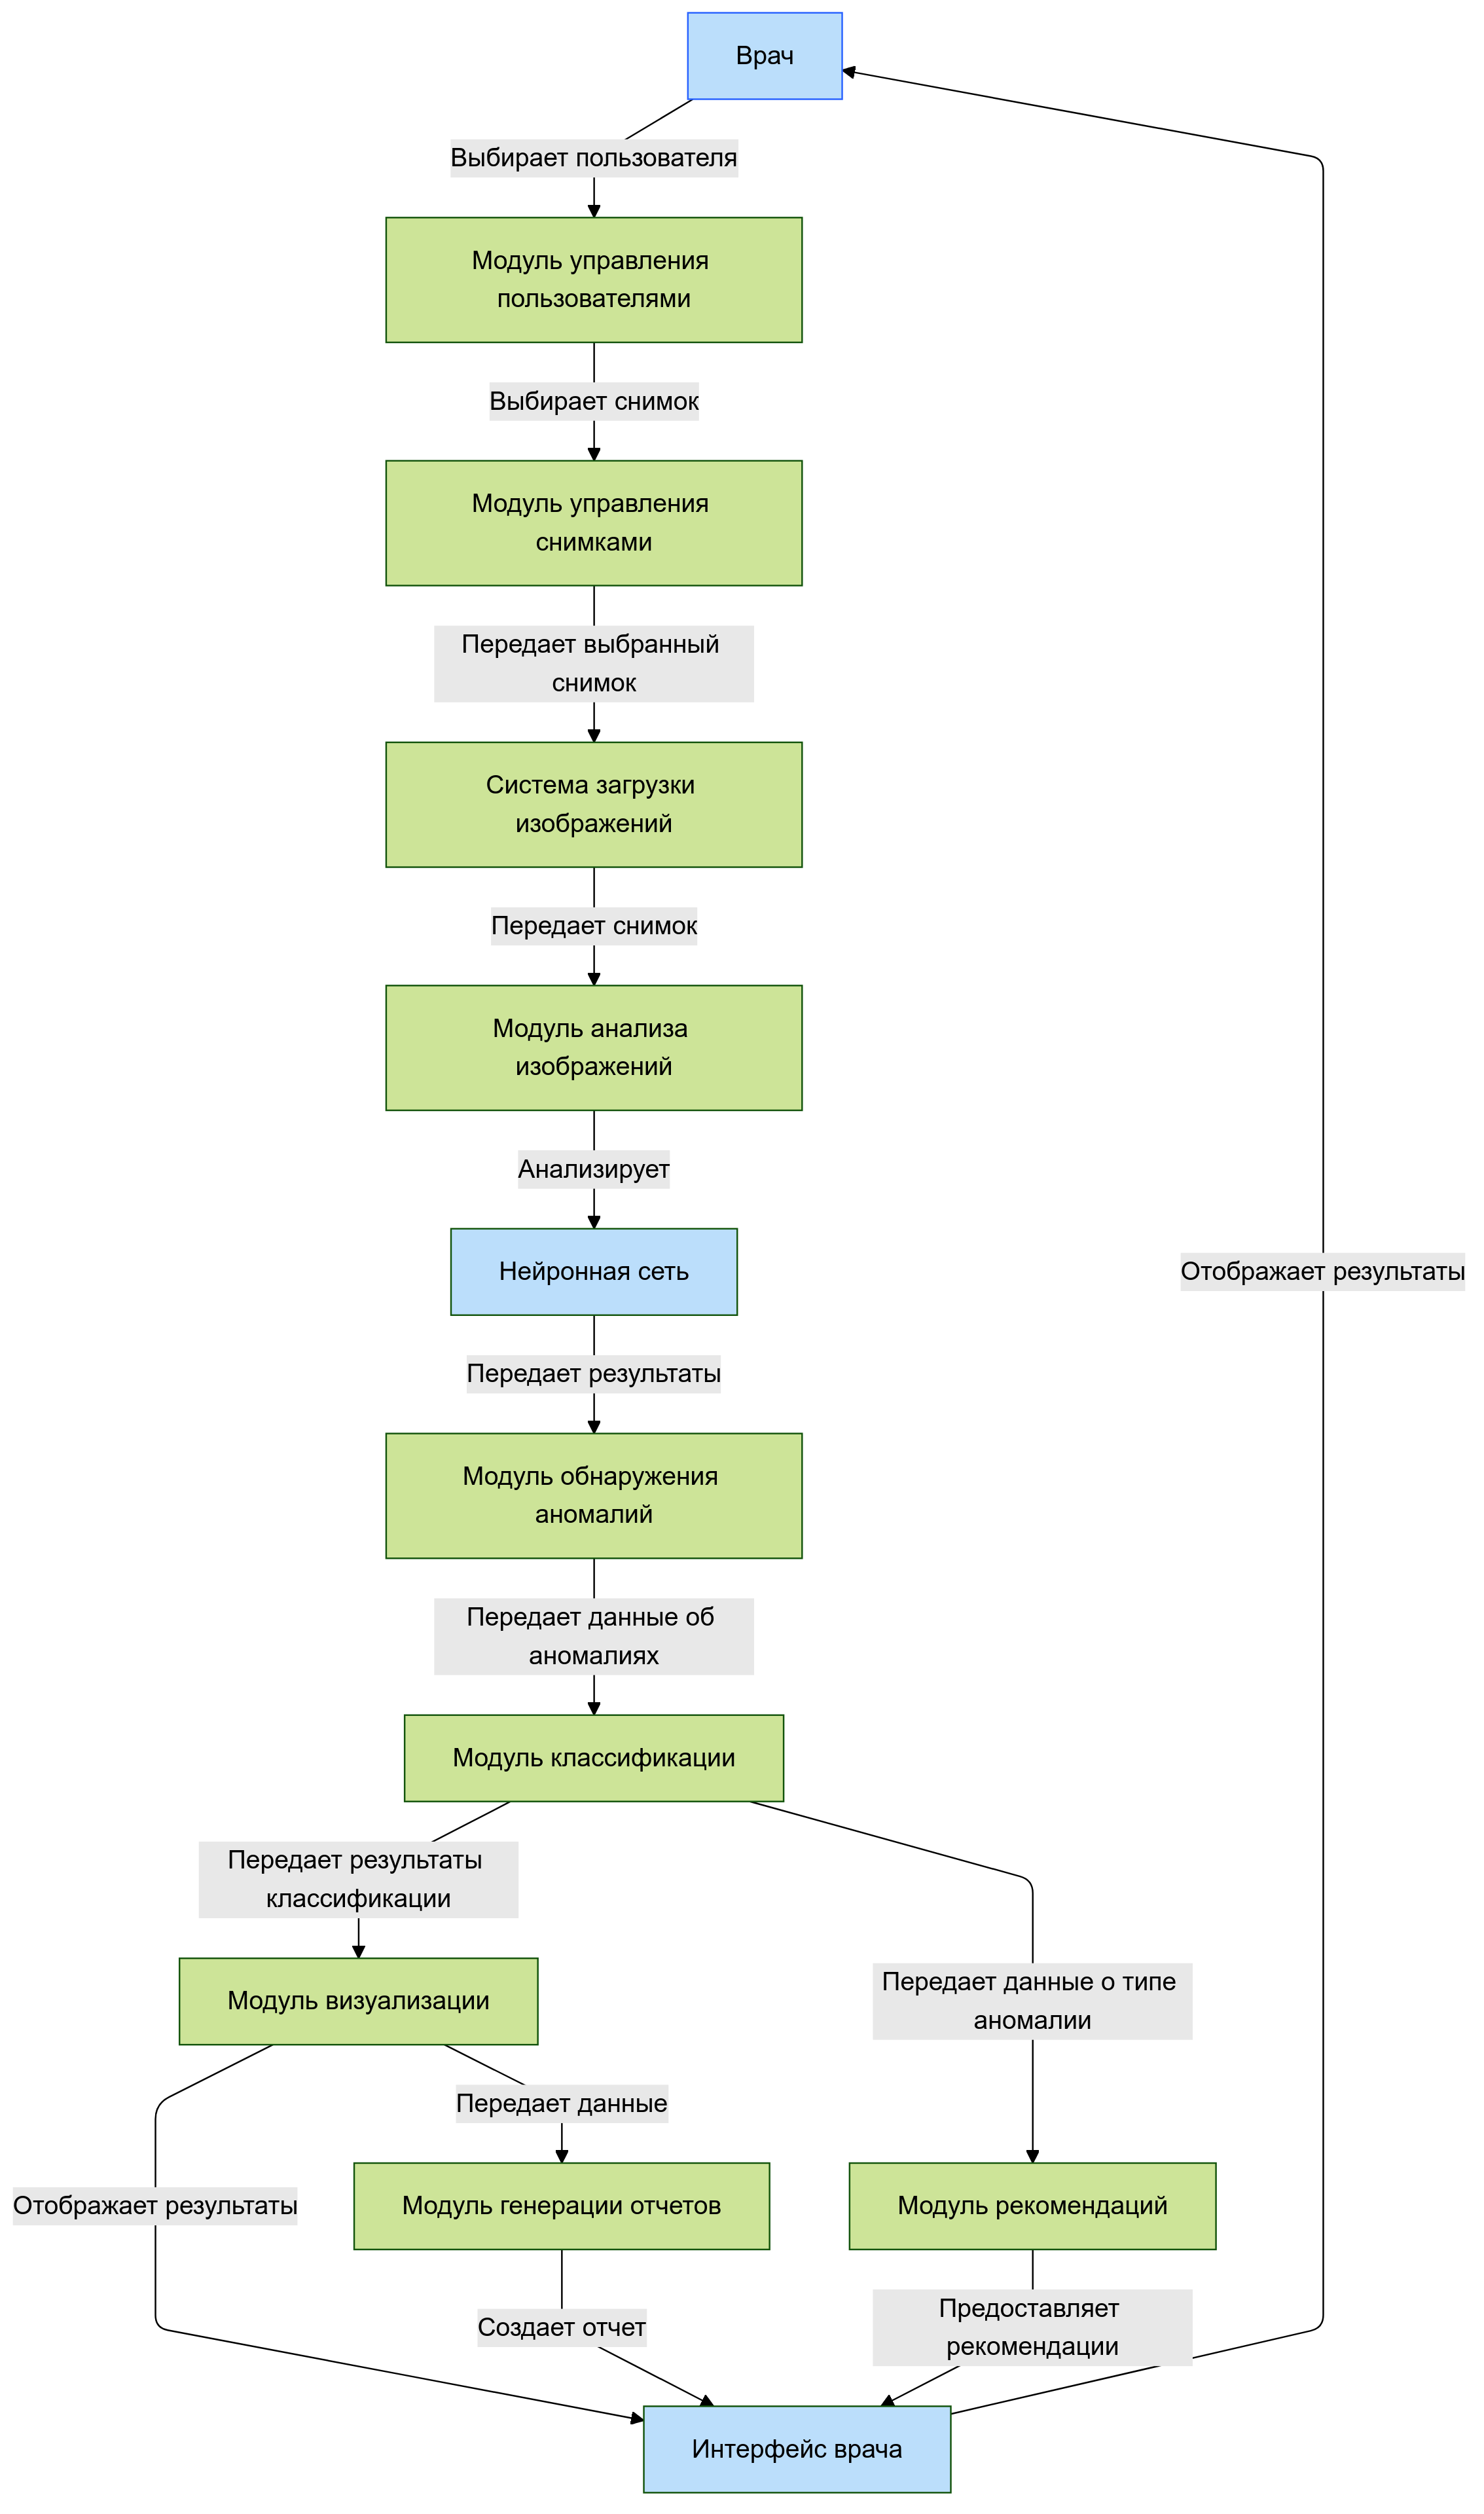 Врач
Выбирает пользователя
Модуль управления
пользователями
Выбирает снимок
Модуль управления
снимками
Передает выбранный
снимок
Система загрузки
изображений
Передает снимок
Модуль анализа
изображений
Анализирует
Нейронная сеть
Отображает результаты
Передает результаты
Модуль обнаружения
аномалий
Передает данные об
аномалиях
Модуль классификации
Передает результаты
классификации
Передает данные о типе
аномалии
Модуль визуализации
Передает данные
Отображает результаты
Модуль генерации отчетов
Модуль рекомендаций
Создает отчет
Предоставляет
рекомендации
Интерфейс врача